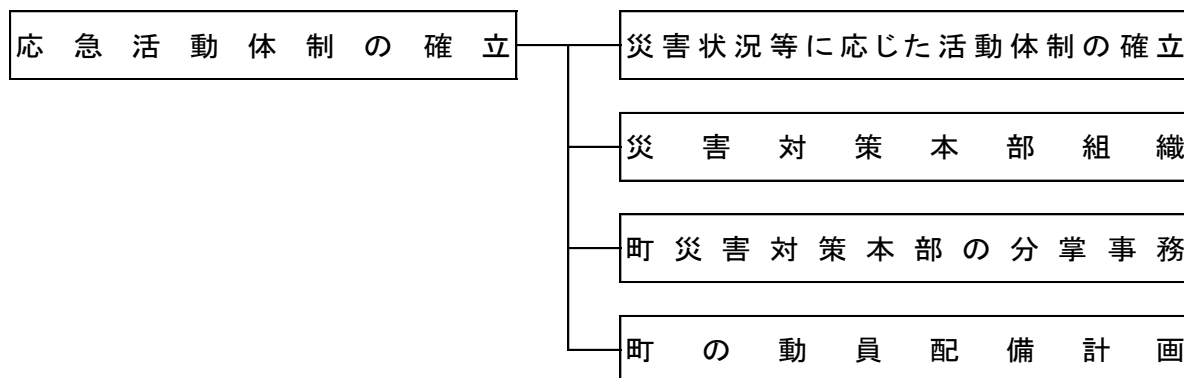 応急活動体制の確立
災害状況等に応じた活動体制の確立
災害対策本部組織
町災害対策本部の分掌事務
町の動員配備計画